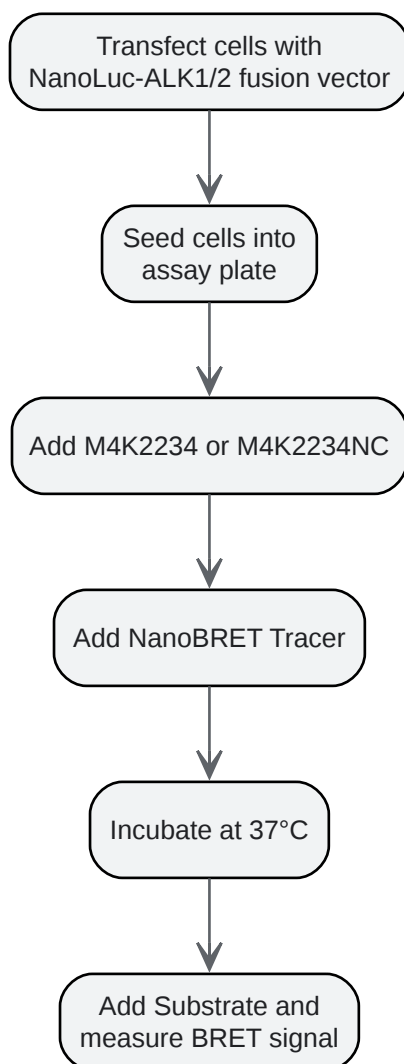 Transfect cells with
NanoLuc-ALK1/2 fusion vector
Seed cells into
assay plate
Add M4K2234 or M4K2234NC
Add NanoBRET Tracer
Incubate at 37°C
Add Substrate and
measure BRET signal